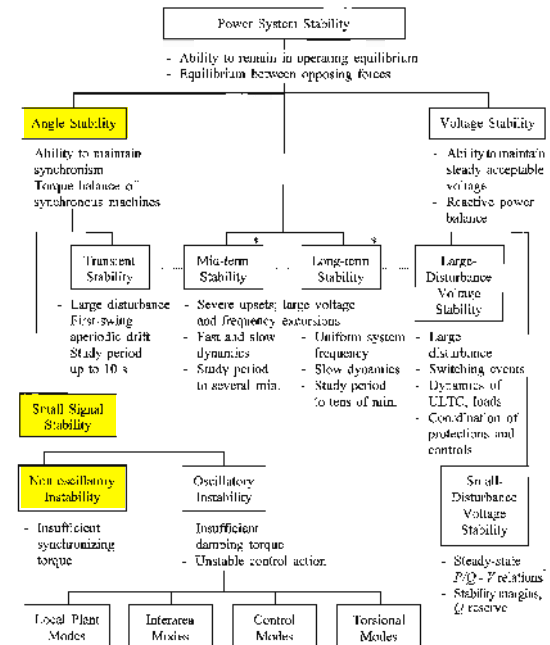 Power System Stability
- Ability to remain in operating equilibrium
- Equilibrium between opposing forces
Angle Stability
Ability to maintain
synchronism
Torque balance of
synchronous machines
Voltage Stability
- Ability to maintain
steady acceptable
voltage
- Reactive power
balance
Transient
Stability
Mid-term
Stability
*
Long-term
Stability
*
Large-
Disturbance
Voltage
Stability
- Large disturbance
First-swing
aperiodic drift
Study period
up to 10 s
- Severe upsets; large voltage
and frequency excursions
- Fast and slow
dynamics
- Study period
to several min.
- Uniform system
frequency
- Slow dynamics
- Study period
to tens of min.
- Large
disturbance
- Switching events
- Dynamics of
ULTC, loads
- Coordination of
protections and
controls
Small Signal
Stability
Non-oscillatory
Instability
- Insufficient
synchronizing
torque
Oscillatory
Instability
Insufficient
damping torque
- Unstable control action
Small-
Disturbance
Voltage
Stability
- Steady-state
P/Q - V relations
- Stability margins,
Q reserve
Local Plant
Modes
Interarea
Modes
Control
Modes
Torsional
Modes